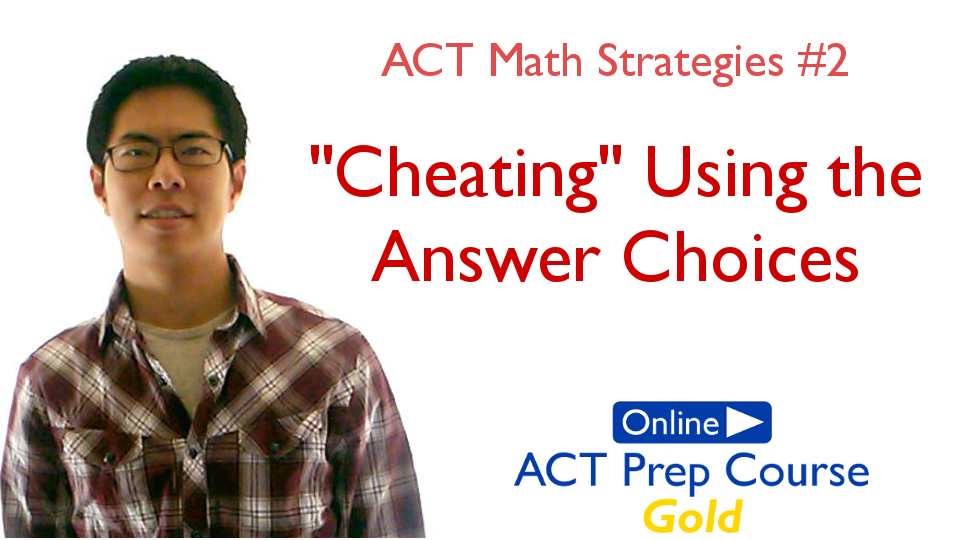 ACT Math Strategies #2
"Cheating" Using the
Answer Choices
Online
ACT Prep Course
Gold